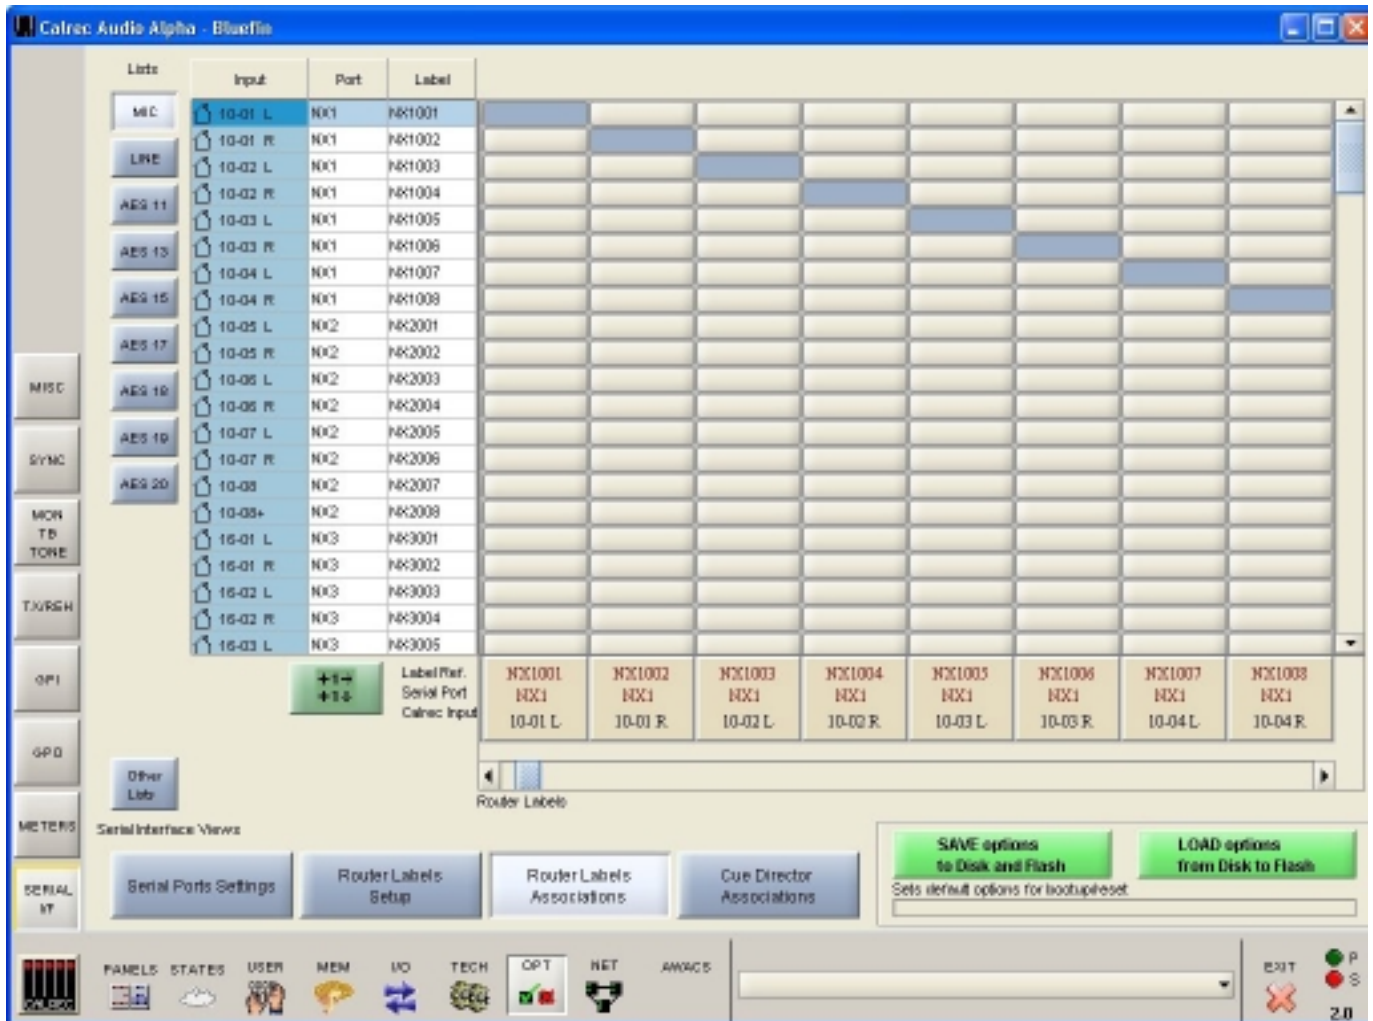 Calrec Audio Alpha - Bluefin
Lists
Input Port Label
MIC
LINE
AES 11
AES 13
AES 15
AES 17
AES 18
AES 19
AES 20
10-01 L NX1 NX1001
10-01 R NX1 NX1002
10-02 L NX1 NX1003
10-02 R NX1 NX1004
10-03 L NX1 NX1005
10-03 R NX1 NX1006
10-04 L NX1 NX1007
10-04 R NX1 NX1008
10-05 L NX2 NX2001
10-05 R NX2 NX2002
10-06 L NX2 NX2003
10-06 R NX2 NX2004
10-07 L NX2 NX2005
10-07 R NX2 NX2006
10-08 NX2 NX2007
10-08+ NX2 NX2008
16-01 L NX3 NX3001
16-01 R NX3 NX3002
16-02 L NX3 NX3003
16-02 R NX3 NX3004
16-03 L NX3 NX3005
MISC
SYNC
MON
TB
TONE
TX/REH
GPI
GPO
METERS
SERIAL
I/F
+1→
+1↓
Label Ref.
Serial Port
Calrec Input
NX1001 NX1002 NX1003 NX1004 NX1005 NX1006 NX1007 NX1008
NX1 NX1 NX1 NX1 NX1 NX1 NX1 NX1
10-01 L 10-01 R 10-02 L 10-02 R 10-03 L 10-03 R 10-04 L 10-04 R
Other
Lists
Router Labels
Serial Interface Views
Serial Ports Settings
Router Labels
Setup
Router Labels
Associations
Cue Director
Associations
SAVE options
to Disk and Flash
LOAD options
from Disk to Flash
Sets default options for bootup/reset
CALREC
PANELS STATES USER MEM I/O TECH OPT NET AWACS
EXIT
P
S
2.0